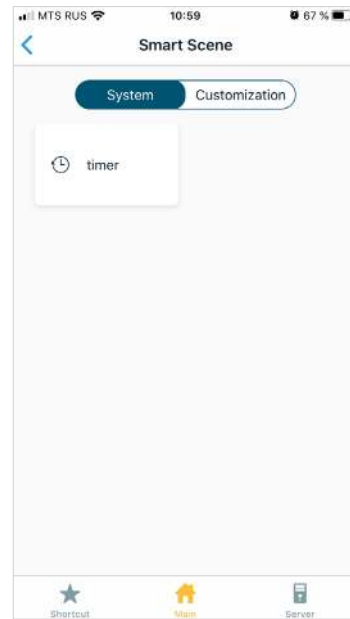 MTS RUS 10:59 67 %
Smart Scene
System Customization
timer
Shortcut Main Server